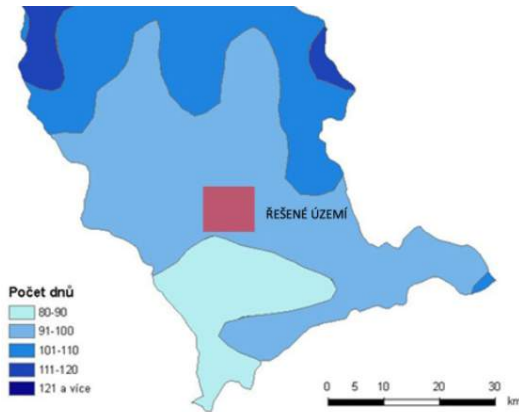 ŘEŠENÉ ÚZEMÍ
Počet dnů
80-90
91-100
101-110
111-120
121 a více
0 5 10 20 30
km